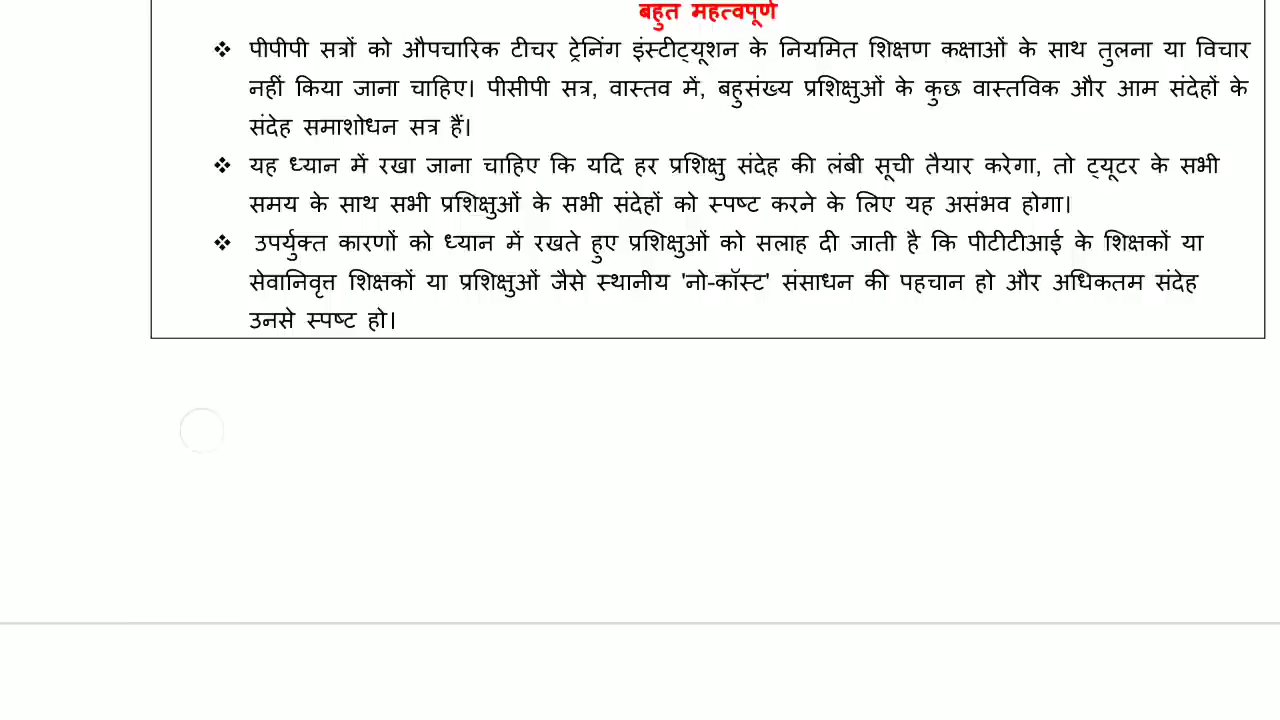 बहुत महत्वपूर्ण
❖ पीपीपी सत्रों को औपचारिक टीचर ट्रेनिंग इंस्टीट्यूशन के नियमित शिक्षण कक्षाओं के साथ तुलना या विचार
नहीं किया जाना चाहिए। पीसीपी सत्र, वास्तव में, बहुसंख्य प्रशिक्षुओं के कुछ वास्तविक और आम संदेहों के
संदेह समाशोधन सत्र हैं।
❖ यह ध्यान में रखा जाना चाहिए कि यदि हर प्रशिक्षु संदेह की लंबी सूची तैयार करेगा, तो ट्यूटर के सभी
समय के साथ सभी प्रशिक्षुओं के सभी संदेहों को स्पष्ट करने के लिए यह असंभव होगा।
❖ उपर्युक्त कारणों को ध्यान में रखते हुए प्रशिक्षुओं को सलाह दी जाती है कि पीटीटीआई के शिक्षकों या
सेवानिवृत्त शिक्षकों या प्रशिक्षुओं जैसे स्थानीय 'नो-कॉस्ट' संसाधन की पहचान हो और अधिकतम संदेह
उनसे स्पष्ट हो।